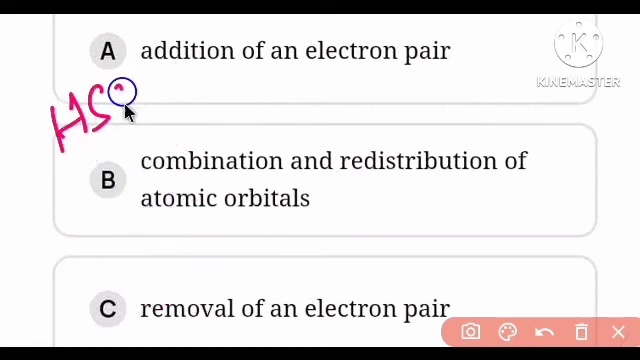 A addition of an electron pair
K
KINEMASTER
HS
B combination and redistribution of
atomic orbitals
C removal of an electron pair